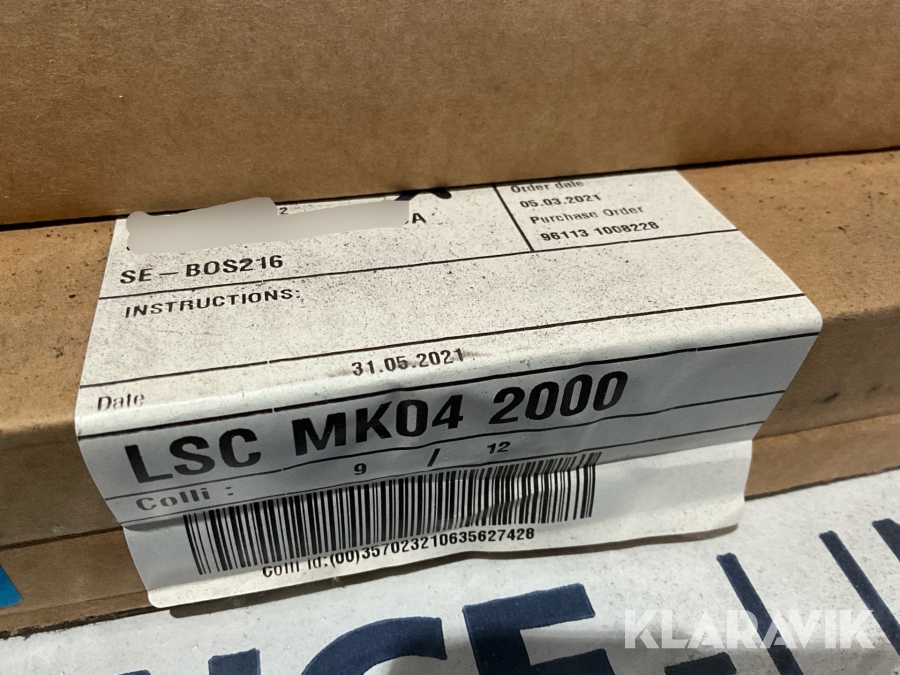 2
A
Order date
05.03.2021
Purchase Order
96113 1008228
SE-BOS216
INSTRUCTIONS:
31.05.2021
Date
LSC MK04 2000
Colli : 9 / 12
Colli Id:(00)357023210635627428
KLARAVIK